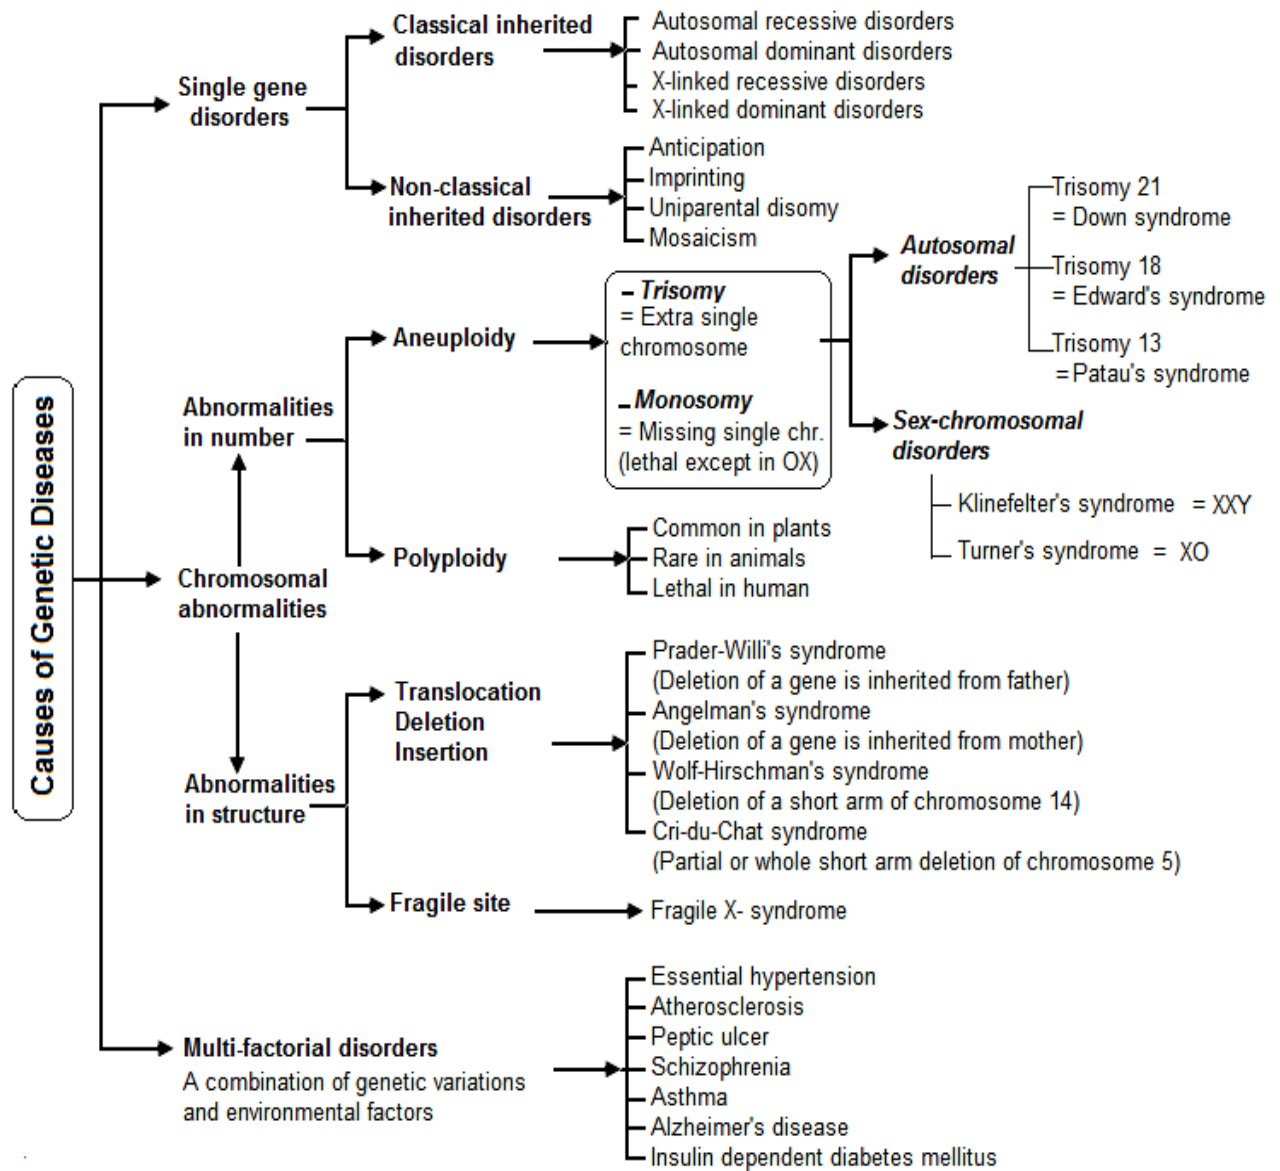 Causes of Genetic Diseases
Single gene
disorders
Classical inherited
disorders
Autosomal recessive disorders
Autosomal dominant disorders
X-linked recessive disorders
X-linked dominant disorders
Non-classical
inherited disorders
Anticipation
Imprinting
Uniparental disomy
Mosaicism
Chromosomal
abnormalities
Abnormalities
in number
Aneuploidy
- Trisomy
= Extra single
chromosome
- Monosomy
= Missing single chr.
(lethal except in OX)
Autosomal
disorders
Trisomy 21
= Down syndrome
Trisomy 18
= Edward's syndrome
Trisomy 13
= Patau's syndrome
Sex-chromosomal
disorders
Klinefelter's syndrome = XXY
Turner's syndrome = XO
Polyploidy
Common in plants
Rare in animals
Lethal in human
Abnormalities
in structure
Translocation
Deletion
Insertion
Prader-Willi's syndrome
(Deletion of a gene is inherited from father)
Angelman's syndrome
(Deletion of a gene is inherited from mother)
Wolf-Hirschman's syndrome
(Deletion of a short arm of chromosome 14)
Cri-du-Chat syndrome
(Partial or whole short arm deletion of chromosome 5)
Fragile site
Fragile X- syndrome
Multi-factorial disorders
A combination of genetic variations
and environmental factors
Essential hypertension
Atherosclerosis
Peptic ulcer
Schizophrenia
Asthma
Alzheimer's disease
Insulin dependent diabetes mellitus